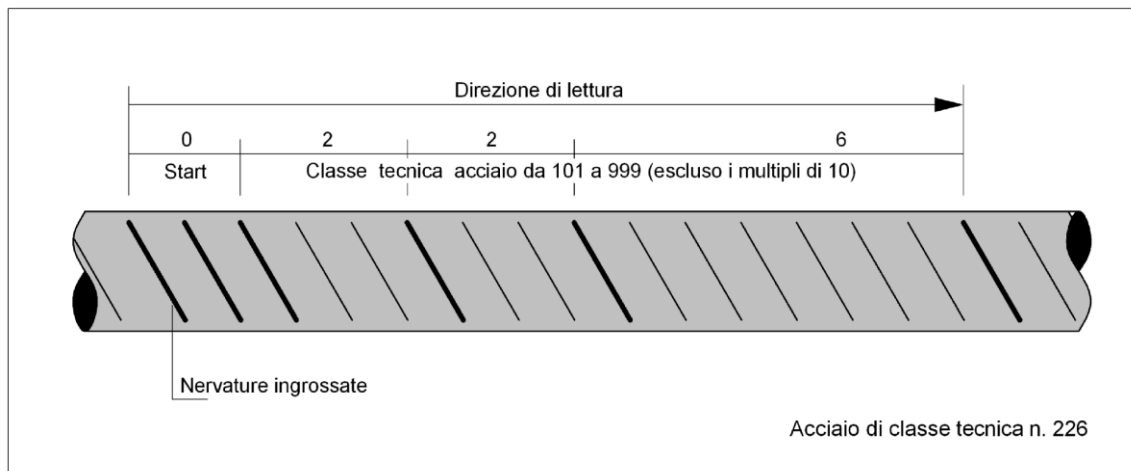 Direzione di lettura
0 2 2 6
Start Classe tecnica acciaio da 101 a 999 (escluso i multipli di 10)
Nervature ingrossate
Acciaio di classe tecnica n. 226